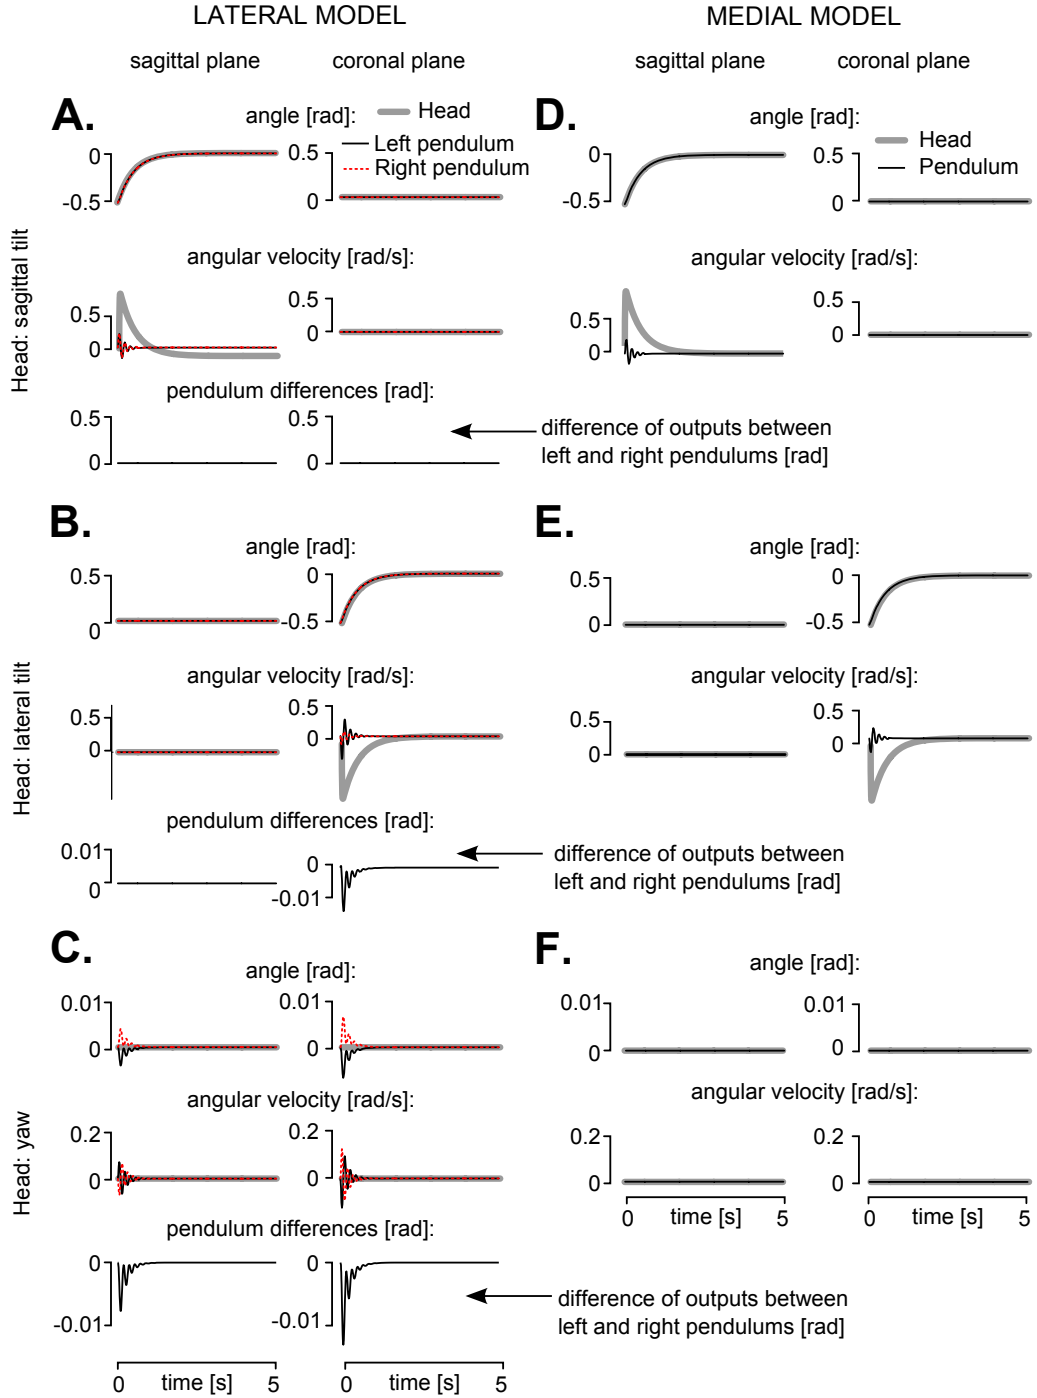 LATERAL MODEL
MEDIAL MODEL
sagittal plane
coronal plane
sagittal plane
coronal plane
A.
angle [rad]:
Head
Left pendulum
Right pendulum
0
-0.5
0.5
0
Head: sagittal tilt
angular velocity [rad/s]:
0.5
0
0.5
0
pendulum differences [rad]:
0.5
0
0.5
0
difference of outputs between
left and right pendulums [rad]
D.
angle [rad]:
Head
Pendulum
0
-0.5
0.5
0
angular velocity [rad/s]:
0.5
0
0.5
0
B.
angle [rad]:
0.5
0
0
-0.5
Head: lateral tilt
angular velocity [rad/s]:
0.5
0
0.5
0
pendulum differences [rad]:
0.01
0
0
-0.01
difference of outputs between
left and right pendulums [rad]
E.
angle [rad]:
0.5
0
0
-0.5
angular velocity [rad/s]:
0.5
0
0.5
0
C.
angle [rad]:
0.01
0
0.01
0
Head: yaw
angular velocity [rad/s]:
0.2
0
0.2
0
pendulum differences [rad]:
0
-0.01
0
-0.01
difference of outputs between
left and right pendulums [rad]
0 time [s] 5
0 time [s] 5
F.
angle [rad]:
0.01
0
0.01
0
angular velocity [rad/s]:
0.2
0
0.2
0
0 time [s] 5
0 time [s] 5